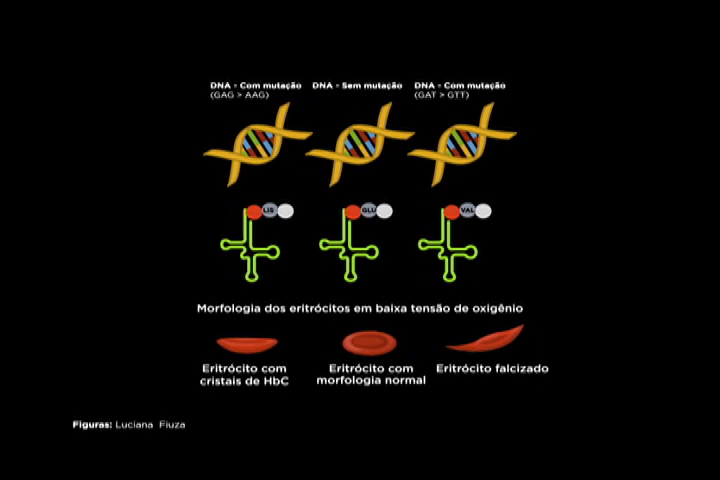 DNA - Com mutação
(GAG > AAG)
DNA - Sem mutação
DNA - Com mutação
(GAT > GTT)
LIS
GLU
VAL
Morfologia dos eritrócitos em baixa tensão de oxigênio
Eritrócito com
cristais de HbC
Eritrócito com
morfologia normal
Eritrócito falcizado
Figuras: Luciana Fiuza